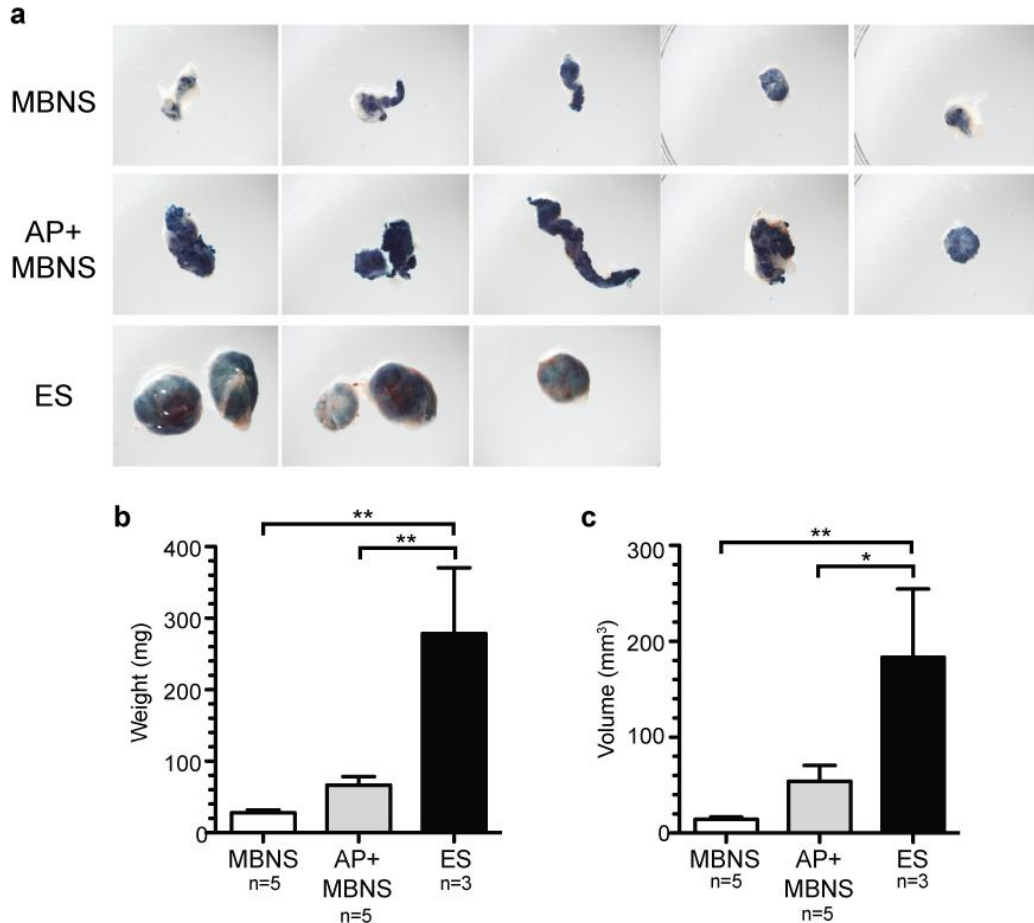 a
MBNS
AP+
MBNS
ES
b
**
**
Weight (mg)
400
300
200
100
0
MBNS
n=5
AP+
MBNS
n=5
ES
n=3
c
**
*
Volume (mm³)
300
200
100
0
MBNS
n=5
AP+
MBNS
n=5
ES
n=3